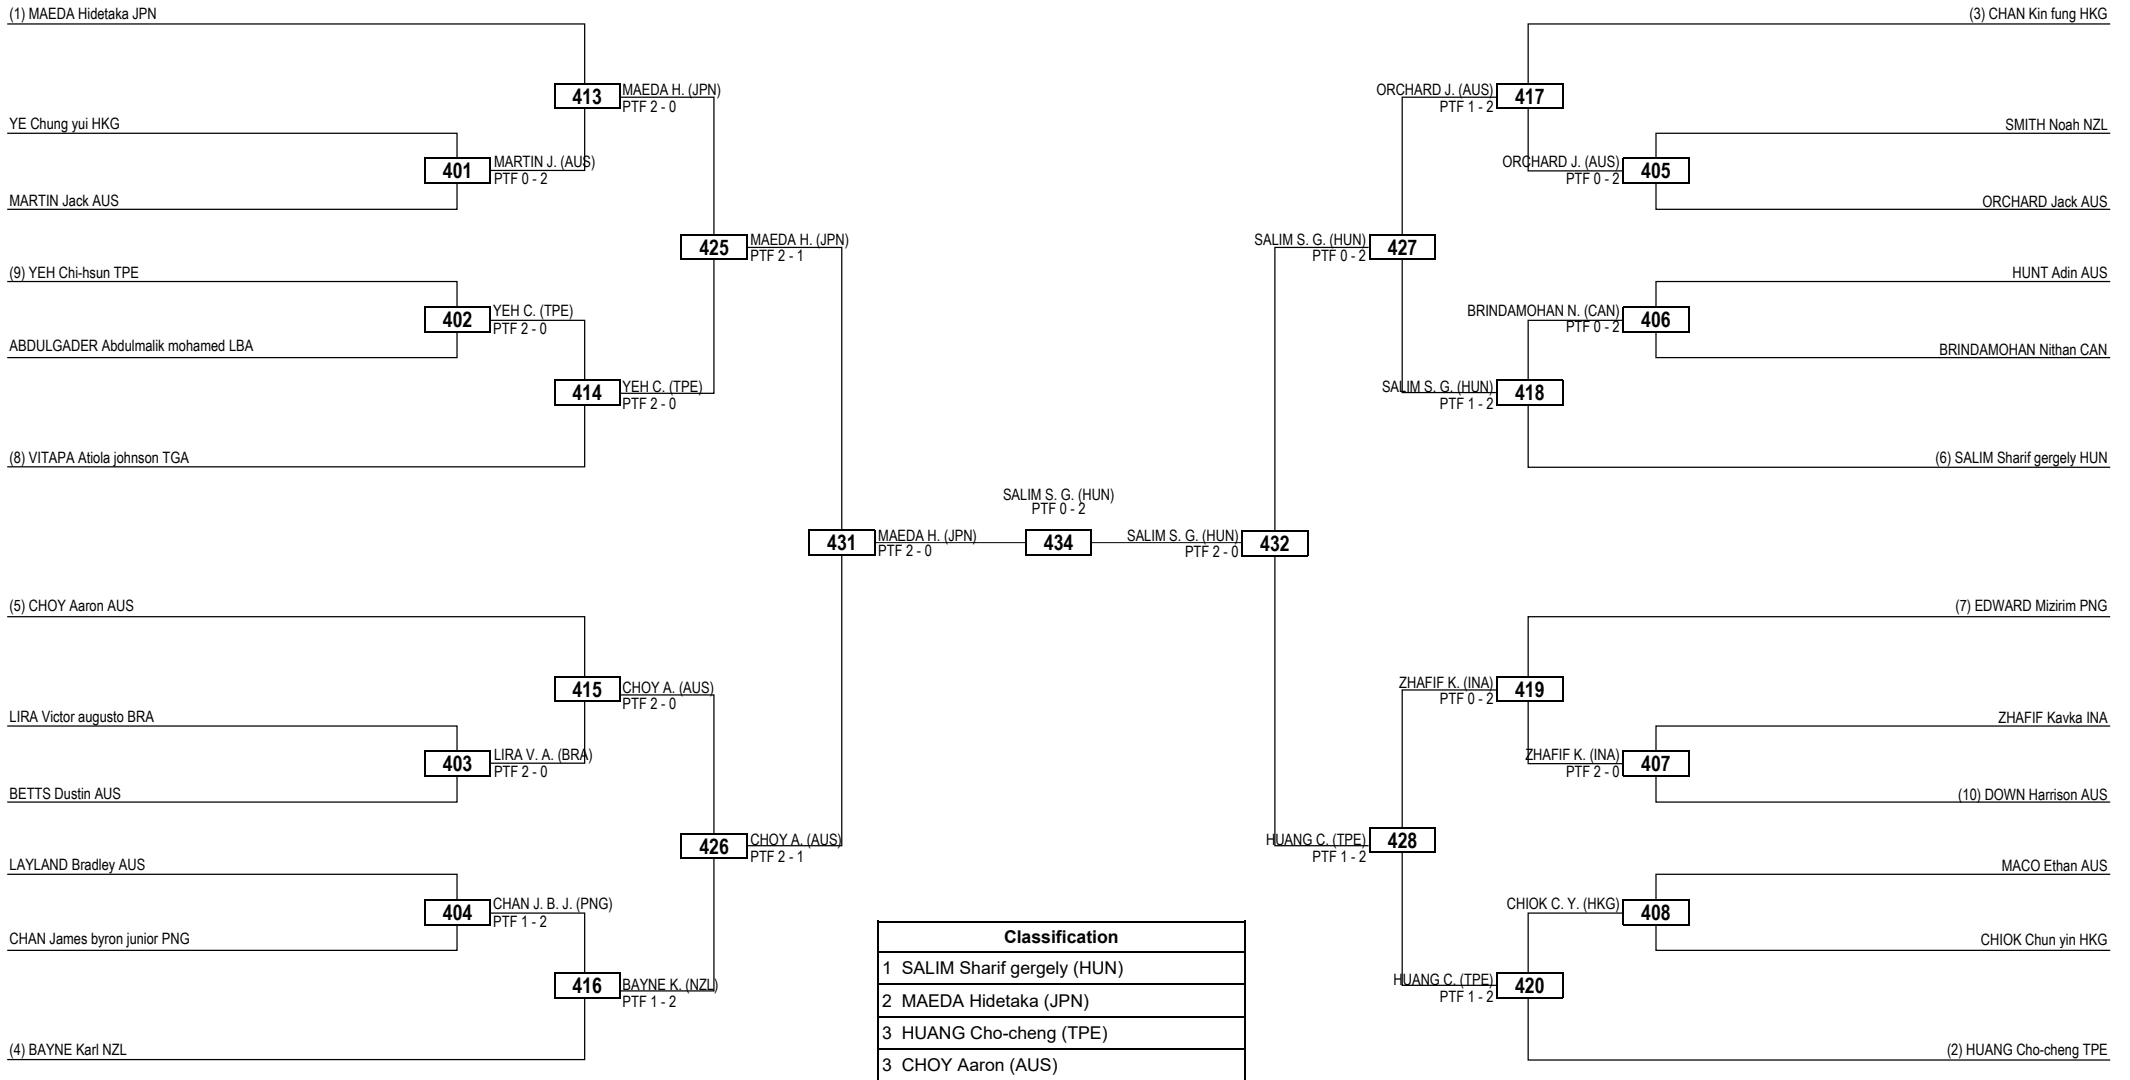 (1) MAEDA Hidetaka JPN
413
MAEDA H. (JPN)
PTF 2 - 0
YE Chung yui HKG
401
MARTIN J. (AUS)
PTF 0 - 2
MARTIN Jack AUS
425
MAEDA H. (JPN)
PTF 2 - 1
(9) YEH Chi-hsun TPE
402
YEH C. (TPE)
PTF 2 - 0
ABDULGADER Abdulmalik mohamed LBA
414
YEH C. (TPE)
PTF 2 - 0
(8) VITAPA Atiola johnson TGA
431
MAEDA H. (JPN)
PTF 2 - 0
(5) CHOY Aaron AUS
415
CHOY A. (AUS)
PTF 2 - 0
LIRA Victor augusto BRA
403
LIRA V. A. (BRA)
PTF 2 - 0
BETTS Dustin AUS
426
CHOY A. (AUS)
PTF 2 - 1
LAYLAND Bradley AUS
404
CHAN J. B. J. (PNG)
PTF 1 - 2
CHAN James byron junior PNG
416
BAYNE K. (NZL)
PTF 1 - 2
(4) BAYNE Karl NZL
SALIM S. G. (HUN)
PTF 0 - 2
434
(3) CHAN Kin fung HKG
ORCHARD J. (AUS)
PTF 1 - 2
417
SMITH Noah NZL
ORCHARD J. (AUS)
PTF 0 - 2
405
ORCHARD Jack AUS
SALIM S. G. (HUN)
PTF 0 - 2
427
HUNT Adin AUS
BRINDAMOHAN N. (CAN)
PTF 0 - 2
406
BRINDAMOHAN Nithan CAN
SALIM S. G. (HUN)
PTF 1 - 2
418
(6) SALIM Sharif gergely HUN
SALIM S. G. (HUN)
PTF 2 - 0
432
(7) EDWARD Mizirim PNG
ZHAFIF K. (INA)
PTF 0 - 2
419
ZHAFIF Kavka INA
ZHAFIF K. (INA)
PTF 2 - 0
407
(10) DOWN Harrison AUS
HUANG C. (TPE)
PTF 1 - 2
428
MACO Ethan AUS
CHIOK C. Y. (HKG)
408
CHIOK Chun yin HKG
HUANG C. (TPE)
PTF 1 - 2
420
(2) HUANG Cho-cheng TPE
Classification
1 SALIM Sharif gergely (HUN)
2 MAEDA Hidetaka (JPN)
3 HUANG Cho-cheng (TPE)
3 CHOY Aaron (AUS)